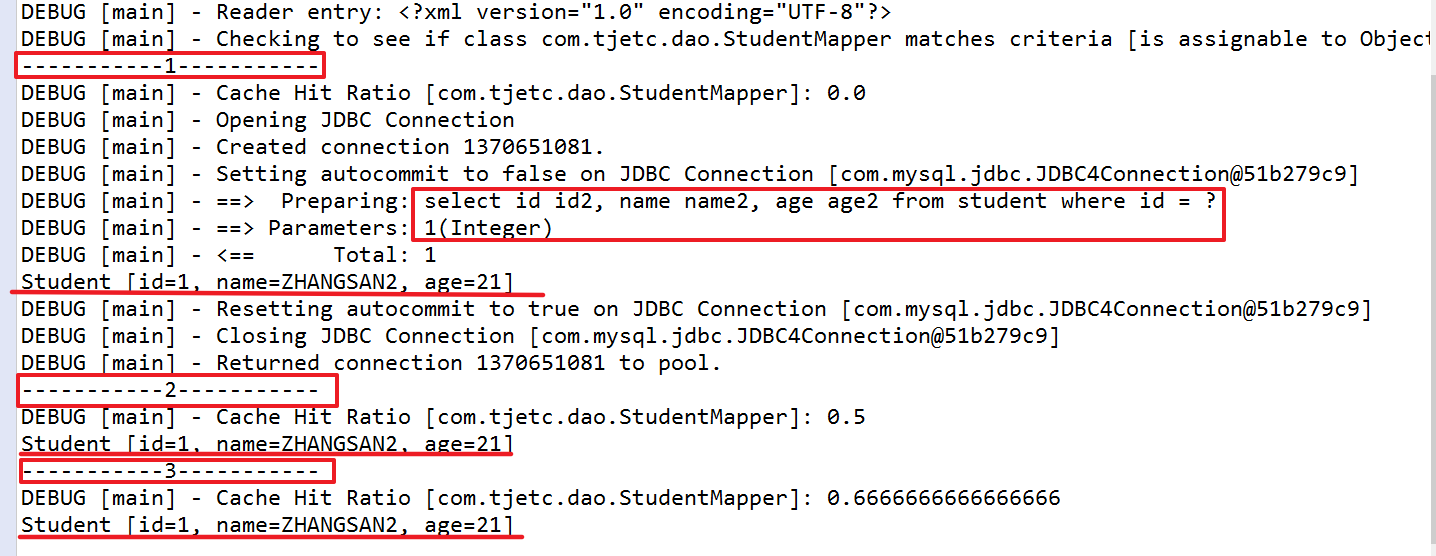 DEBUG [main] - Reader entry: <?xml version="1.0" encoding="UTF-8"?>
DEBUG [main] - Checking to see if class com.tjetc.dao.StudentMapper matches criteria [is assignable to Object
-----------1-----------
DEBUG [main] - Cache Hit Ratio [com.tjetc.dao.StudentMapper]: 0.0
DEBUG [main] - Opening JDBC Connection
DEBUG [main] - Created connection 1370651081.
DEBUG [main] - Setting autocommit to false on JDBC Connection [com.mysql.jdbc.JDBC4Connection@51b279c9]
DEBUG [main] - ==>  Preparing: select id id2, name name2, age age2 from student where id = ?
DEBUG [main] - ==> Parameters: 1(Integer)
DEBUG [main] - <==      Total: 1
Student [id=1, name=ZHANGSAN2, age=21]
DEBUG [main] - Resetting autocommit to true on JDBC Connection [com.mysql.jdbc.JDBC4Connection@51b279c9]
DEBUG [main] - Closing JDBC Connection [com.mysql.jdbc.JDBC4Connection@51b279c9]
DEBUG [main] - Returned connection 1370651081 to pool.
-----------2-----------
DEBUG [main] - Cache Hit Ratio [com.tjetc.dao.StudentMapper]: 0.5
Student [id=1, name=ZHANGSAN2, age=21]
-----------3-----------
DEBUG [main] - Cache Hit Ratio [com.tjetc.dao.StudentMapper]: 0.6666666666666666
Student [id=1, name=ZHANGSAN2, age=21]